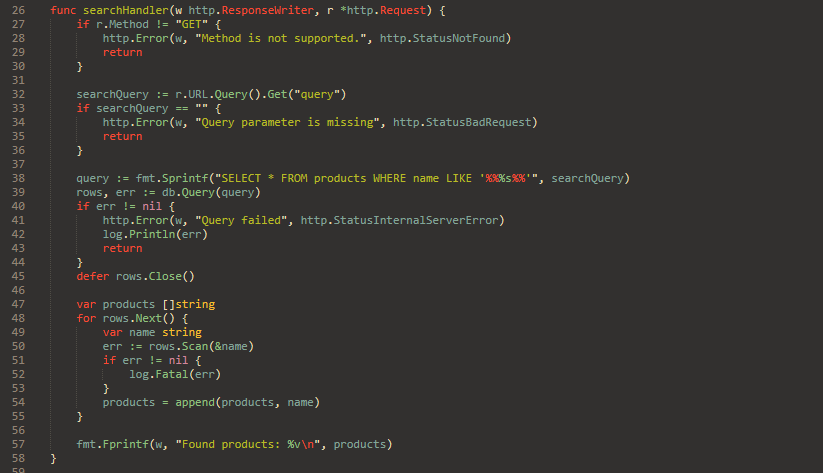 26 func searchHandler(w http.ResponseWriter, r *http.Request) {
27     if r.Method != "GET" {
28         http.Error(w, "Method is not supported.", http.StatusNotFound)
29         return
30     }
31
32     searchQuery := r.URL.Query().Get("query")
33     if searchQuery == "" {
34         http.Error(w, "Query parameter is missing", http.StatusBadRequest)
35         return
36     }
37
38     query := fmt.Sprintf("SELECT * FROM products WHERE name LIKE '%%%s%%'", searchQuery)
39     rows, err := db.Query(query)
40     if err != nil {
41         http.Error(w, "Query failed", http.StatusInternalServerError)
42         log.Println(err)
43         return
44     }
45     defer rows.Close()
46
47     var products []string
48     for rows.Next() {
49         var name string
50         err := rows.Scan(&name)
51         if err != nil {
52             log.Fatal(err)
53         }
54         products = append(products, name)
55     }
56
57     fmt.Fprintf(w, "Found products: %v\n", products)
58 }
59